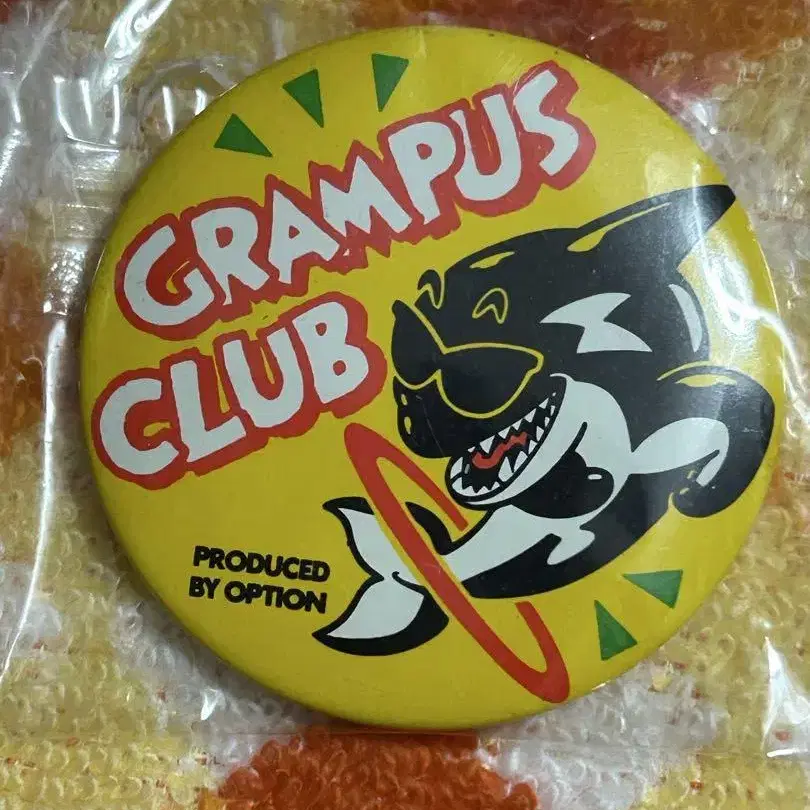 GRAMPUS
CLUB
PRODUCED
BY OPTION